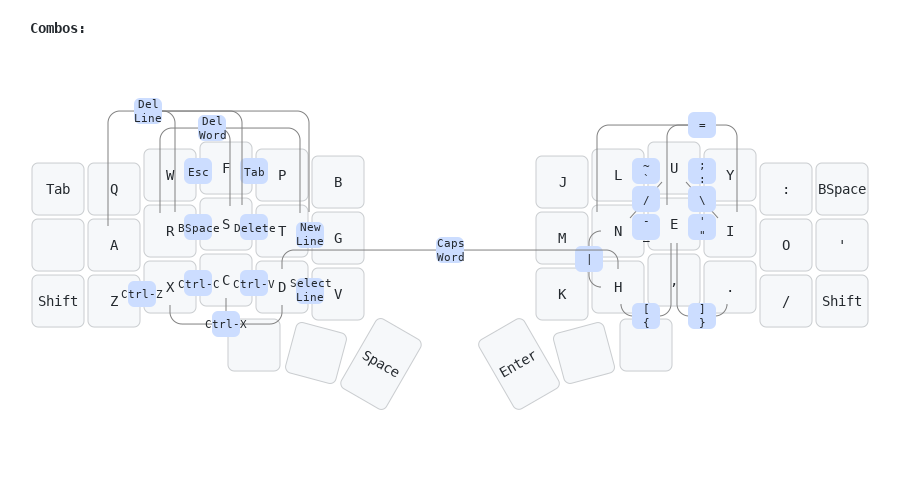 Combos:
Del
Line
Del
Word
=
Tab
Q
W
Esc
F
Tab
P
B
J
L
~
`
U
;
:
Y
:
BSpace
/
\
A
R
BSpace
S
Delete
T
New
Line
G
Caps
Word
M
N
-
_
E
'
"
I
O
'
|
Shift
Z
Ctrl-Z
X
Ctrl-C
C
Ctrl-V
D
Select
Line
V
K
H
,
.
/
Shift
Ctrl-X
[
{
]
}
Space
Enter